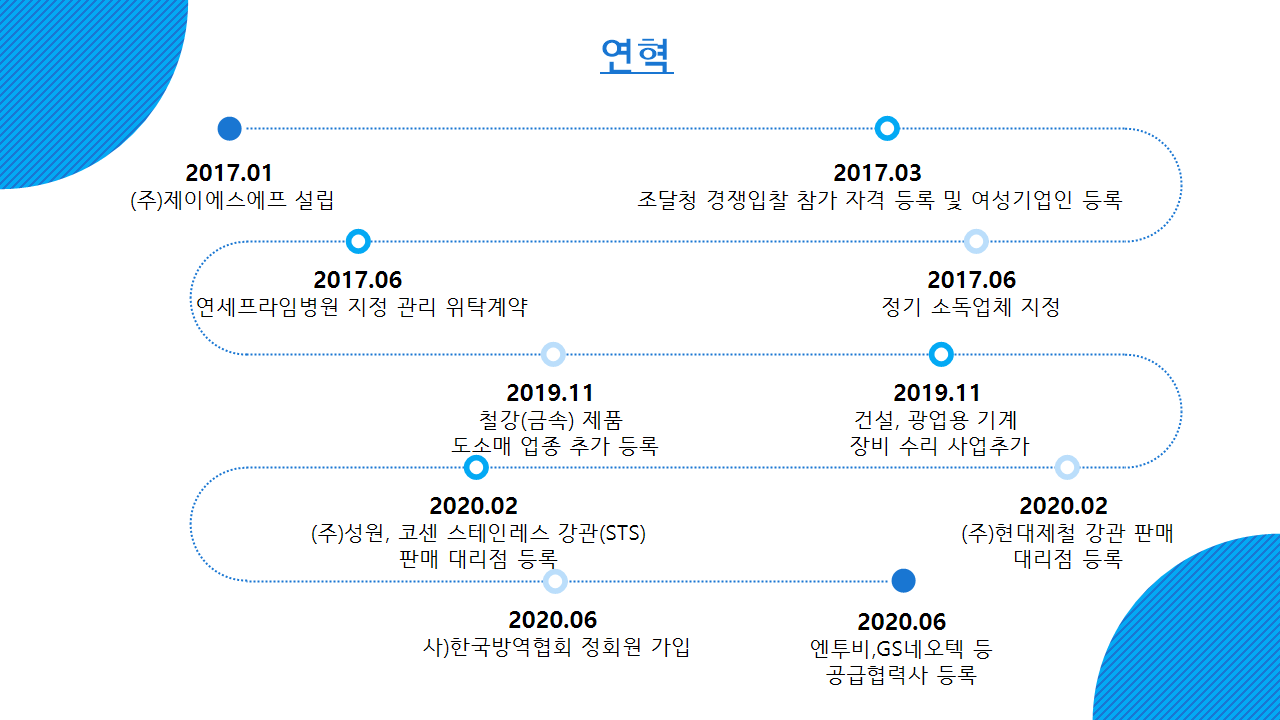 연혁
2017.01
(주)제이에스에프 설립
2017.03
조달청 경쟁입찰 참가 자격 등록 및 여성기업인 등록
2017.06
정기 소독업체 지정
2017.06
연세프라임병원 지정 관리 위탁계약
2019.11
철강(금속) 제품
도소매 업종 추가 등록
2019.11
건설, 광업용 기계
장비 수리 사업추가
2020.02
(주)현대제철 강관 판매
대리점 등록
2020.02
(주)성원, 코센 스테인레스 강관(STS)
판매 대리점 등록
2020.06
사)한국방역협회 정회원 가입
2020.06
엔투비,GS네오텍 등
공급협력사 등록